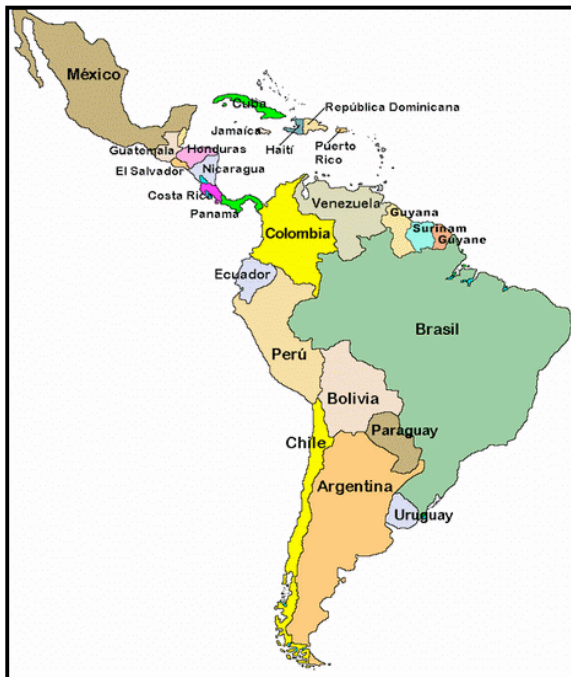 México
Cuba
República Dominicana
Jamaíca
Haití
Puerto
Rico
Guatemala
Honduras
El Salvador
Nicaragua
Costa Rica
Panamá
Venezuela
Guyana
Surinam
Guyane
Colombia
Ecuador
Brasil
Perú
Bolivia
Paraguay
Chile
Argentina
Uruguay